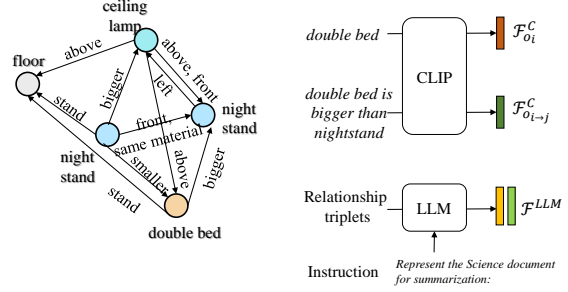 ceiling
lamp
floor
above
above, front
bigger
left
stand
front,
same material
night
stand
night
stand
smaller
above
bigger
stand
double bed
double bed
CLIP
double bed is
bigger than
nightstand
Relationship
triplets
LLM
Instruction
Represent the Science document
for summarization: